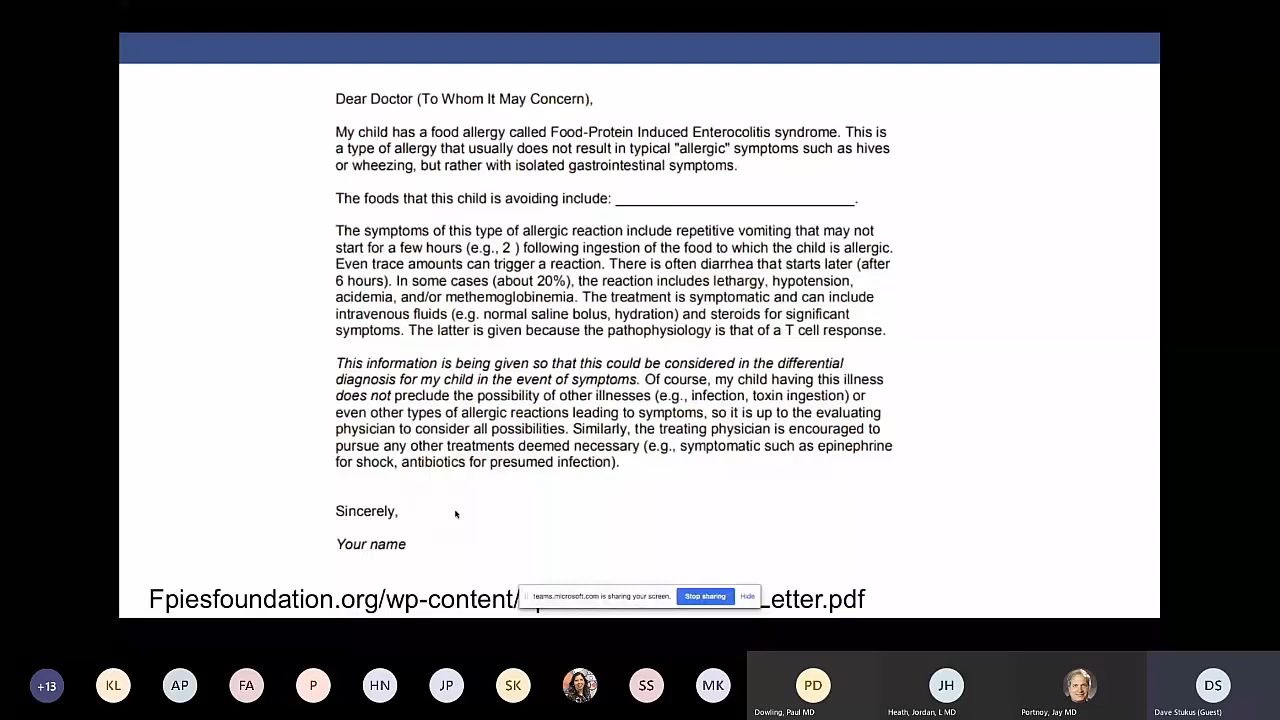 Dear Doctor (To Whom It May Concern),
My child has a food allergy called Food-Protein Induced Enterocolitis syndrome. This is
a type of allergy that usually does not result in typical "allergic" symptoms such as hives
or wheezing, but rather with isolated gastrointestinal symptoms.
The foods that this child is avoiding include: ______________________________.
The symptoms of this type of allergic reaction include repetitive vomiting that may not
start for a few hours (e.g., 2 ) following ingestion of the food to which the child is allergic.
Even trace amounts can trigger a reaction. There is often diarrhea that starts later (after
6 hours). In some cases (about 20%), the reaction includes lethargy, hypotension,
acidemia, and/or methemoglobinemia. The treatment is symptomatic and can include
intravenous fluids (e.g. normal saline bolus, hydration) and steroids for significant
symptoms. The latter is given because the pathophysiology is that of a T cell response.
This information is being given so that this could be considered in the differential
diagnosis for my child in the event of symptoms. Of course, my child having this illness
does not preclude the possibility of other illnesses (e.g., infection, toxin ingestion) or
even other types of allergic reactions leading to symptoms, so it is up to the evaluating
physician to consider all possibilities. Similarly, the treating physician is encouraged to
pursue any other treatments deemed necessary (e.g., symptomatic such as epinephrine
for shock, antibiotics for presumed infection).
Sincerely,
Your name
Fpiesfoundation.org/wp-content/ Letter.pdf
teams.microsoft.com is sharing your screen. Stop sharing Hide
+13 KL AP FA P HN JP SK SS MK PD JH DS
Dowling, Paul MD Heath, Jordan, L MD Portnoy, Jay MD Dave Stukus (Guest)